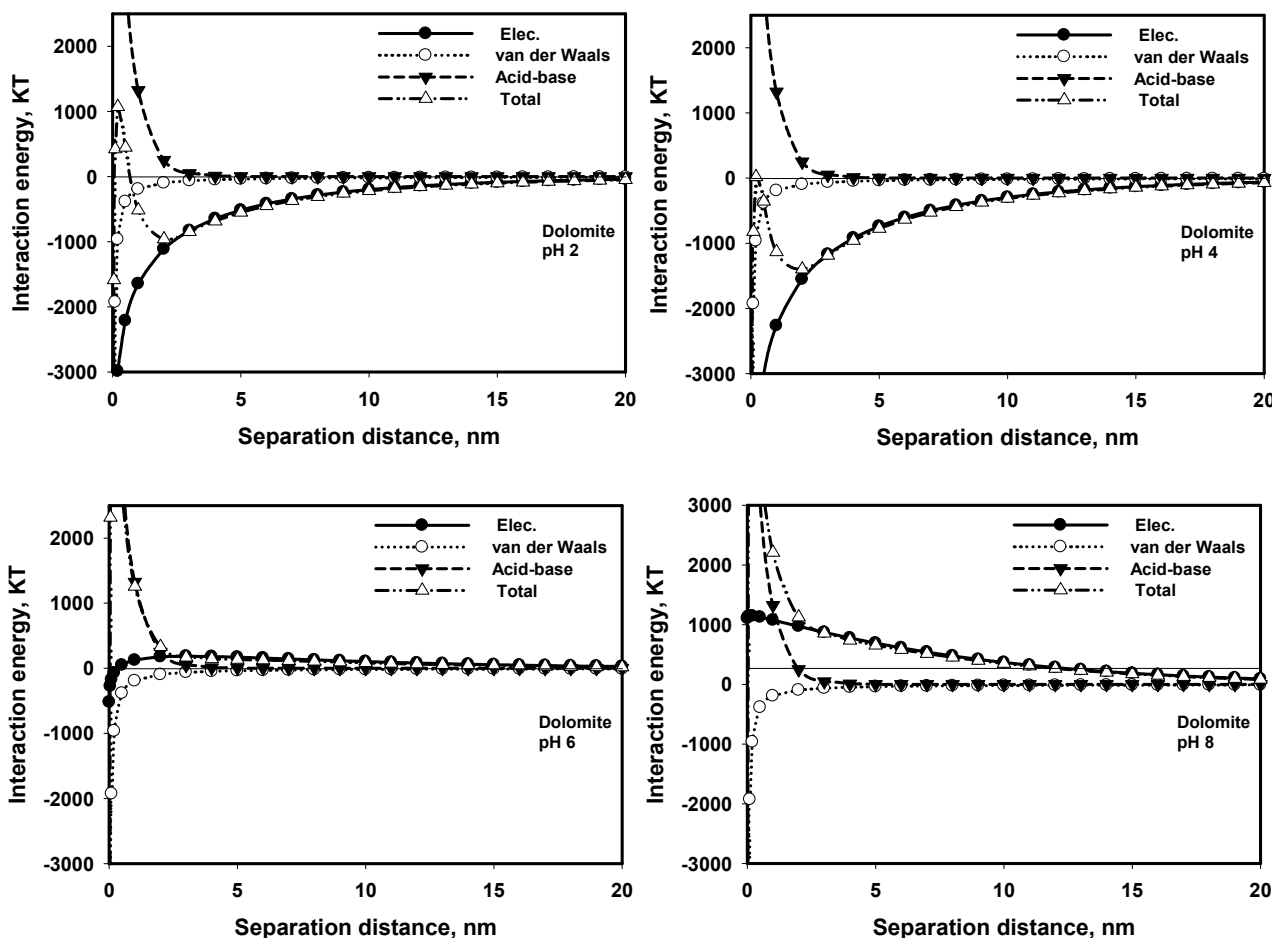 Interaction energy, KT
2000
1000
0
-1000
-2000
-3000
Elec.
van der Waals
Acid-base
Total
Dolomite
pH 2
0
5
10
15
20
Separation distance, nm
Interaction energy, KT
2000
1000
0
-1000
-2000
-3000
Elec.
van der Waals
Acid-base
Total
Dolomite
pH 4
0
5
10
15
20
Separation distance, nm
Interaction energy, KT
2000
1000
0
-1000
-2000
-3000
Elec.
van der Waals
Acid-base
Total
Dolomite
pH 6
0
5
10
15
20
Separation distance, nm
Interaction energy, KT
3000
2000
1000
0
-1000
-2000
-3000
Elec.
van der Waals
Acid-base
Total
Dolomite
pH 8
0
5
10
15
20
Separation distance, nm